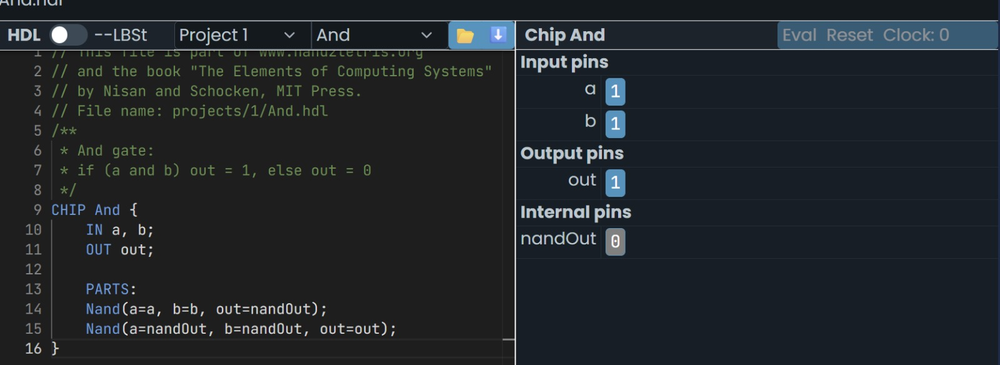 And.hdl
HDL --LBSt Project 1 And
1 // This file is part of www.nand2tetris.org
2 // and the book "The Elements of Computing Systems"
3 // by Nisan and Schocken, MIT Press.
4 // File name: projects/1/And.hdl
5 /**
6 * And gate:
7 * if (a and b) out = 1, else out = 0
8 */
9 CHIP And {
10 IN a, b;
11 OUT out;
12
13 PARTS:
14 Nand(a=a, b=b, out=nandOut);
15 Nand(a=nandOut, b=nandOut, out=out);
16 }
Chip And Eval Reset Clock: 0
Input pins
a 1
b 1
Output pins
out 1
Internal pins
nandOut 0